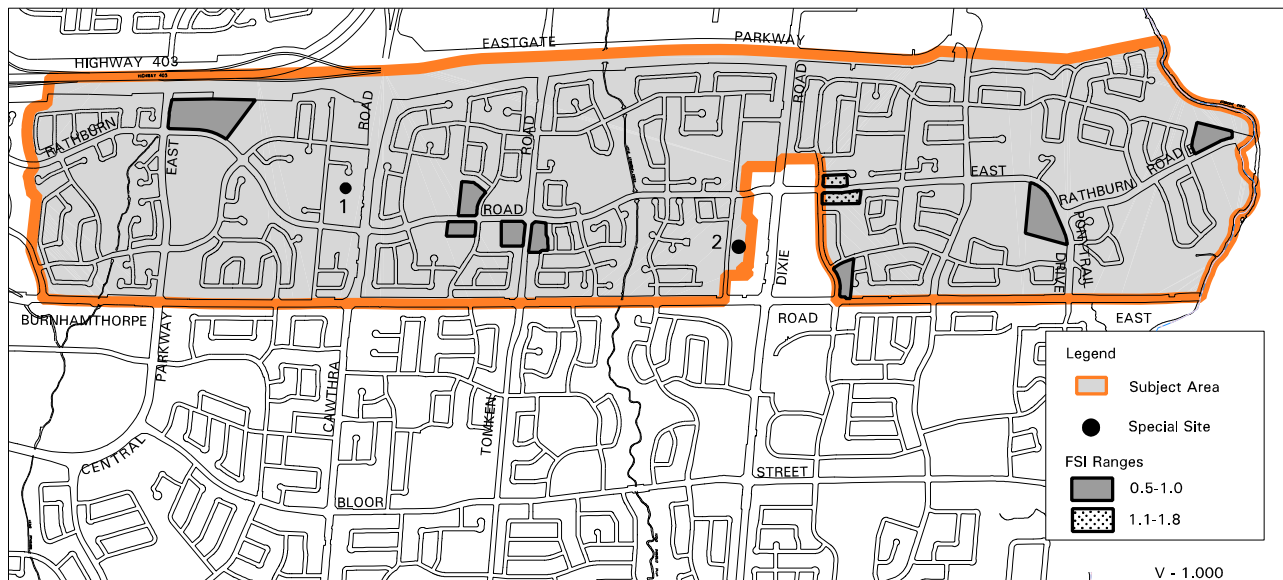 EASTGATE PARKWAY
HIGHWAY 403
HIGHWAY 403
ROAD
ROAD
ROAD
RATHBURN
EAST
EAST
RATHBURN
ROAD E
1
ROAD
2
DIXIE
PONYTRAIL
DRIVE
BURNHAMTHORPE
ROAD
EAST
PARKWAY
CAWTHRA
TOMKEN
CENTRAL
BLOOR
STREET
Legend
Subject Area
Special Site
FSI Ranges
0.5-1.0
1.1-1.8
V - 1.000